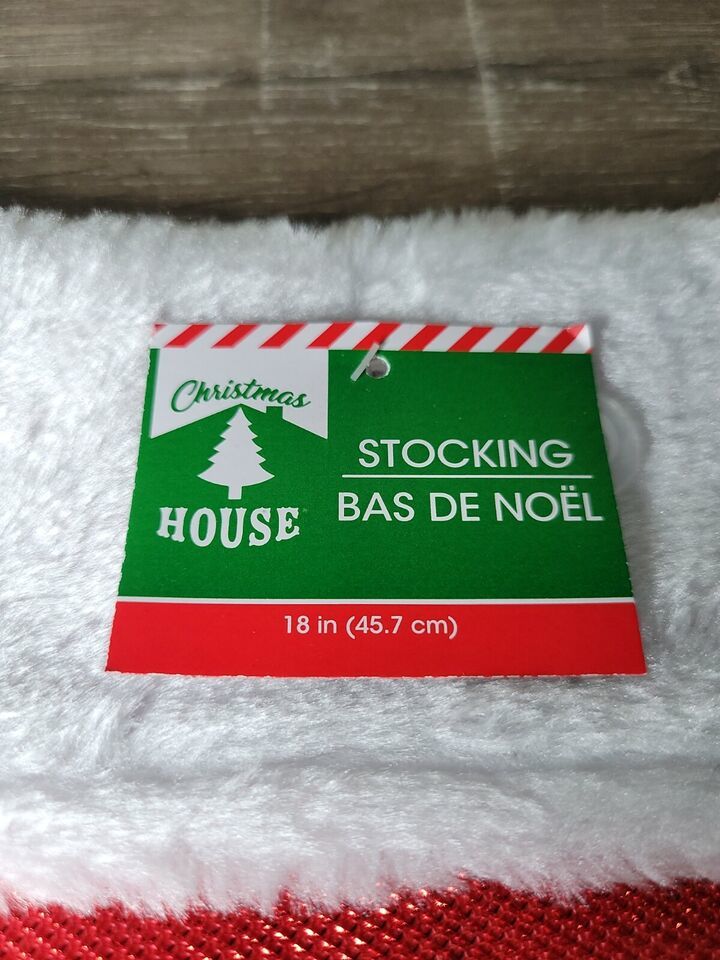 Christmas
HOUSE
STOCKING
BAS DE NOËL
18 in (45.7 cm)